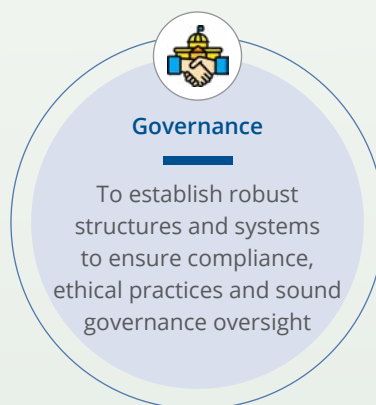 Governance
To establish robust
structures and systems
to ensure compliance,
ethical practices and sound
governance oversight